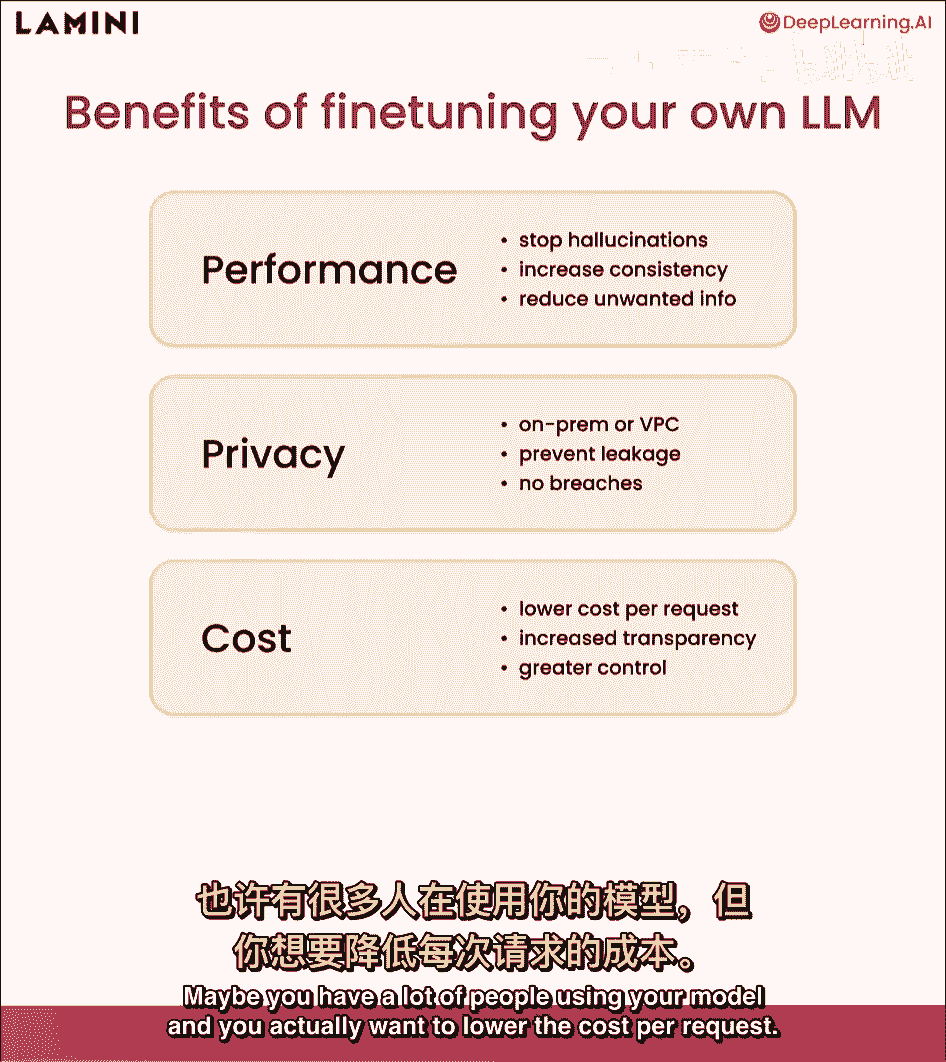 LAMINI
DeepLearning.AI
Benefits of finetuning your own LLM
Performance
• stop hallucinations
• increase consistency
• reduce unwanted info
Privacy
• on-prem or VPC
• prevent leakage
• no breaches
Cost
• lower cost per request
• increased transparency
• greater control
也许有很多人在使用你的模型，但
你想要降低每次请求的成本。
Maybe you have a lot of people using your model
and you actually want to lower the cost per request.